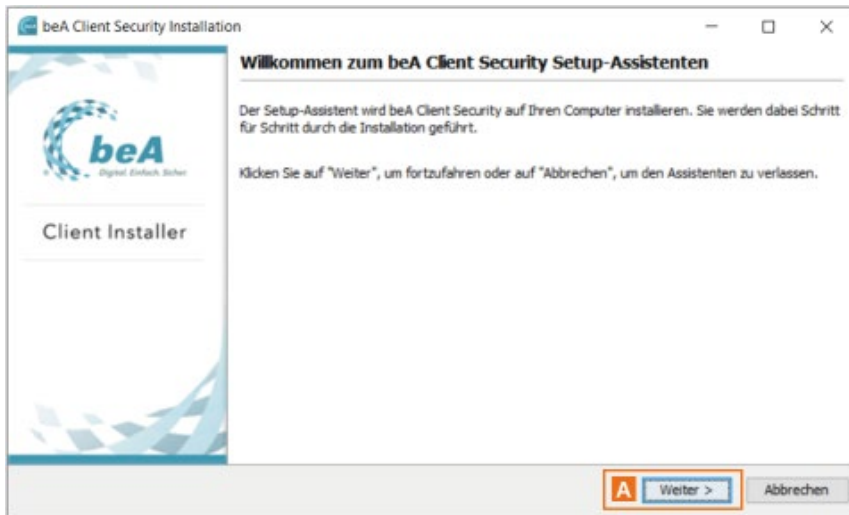 beA Client Security Installation
Willkommen zum beA Client Security Setup-Assistenten
Der Setup-Assistent wird beA Client Security auf Ihren Computer installieren. Sie werden dabei Schritt
für Schritt durch die Installation geführt.
Klicken Sie auf "Weiter", um fortzufahren oder auf "Abbrechen", um den Assistenten zu verlassen.
beA
Digital. Einfach. Sicher.
Client Installer
A
Weiter >
Abbrechen